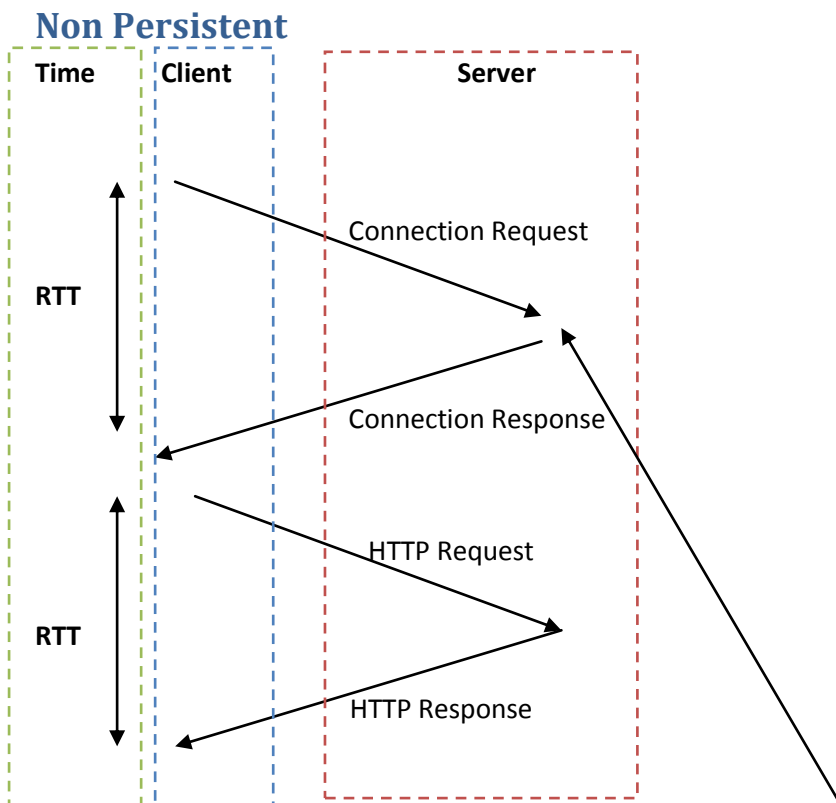 Non Persistent
Time Client Server
Connection Request
RTT
Connection Response
HTTP Request
RTT
HTTP Response